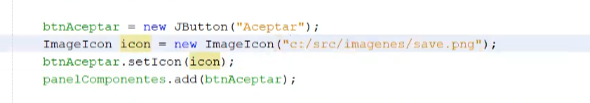 btnAceptar = new JButton("Aceptar");
ImageIcon icon = new ImageIcon("c:/src/imagenes/save.png");
btnAceptar.setIcon(icon);
panelComponentes.add(btnAceptar);